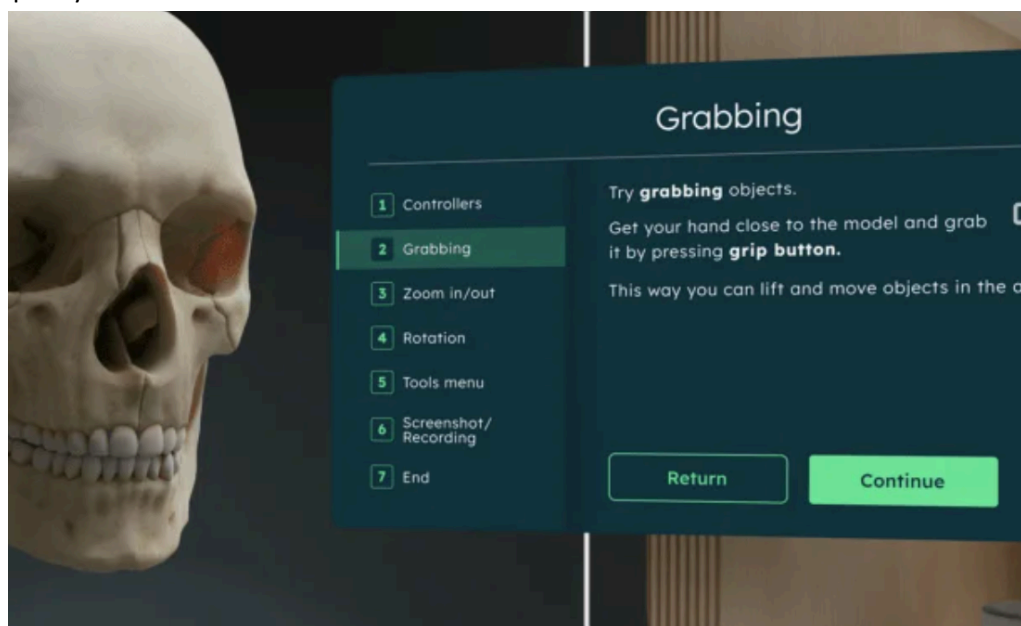 Grabbing
1 Controllers
2 Grabbing
3 Zoom in/out
4 Rotation
5 Tools menu
6 Screenshot/
Recording
7 End
Try grabbing objects.
Get your hand close to the model and grab
it by pressing grip button.
This way you can lift and move objects in the
Return
Continue